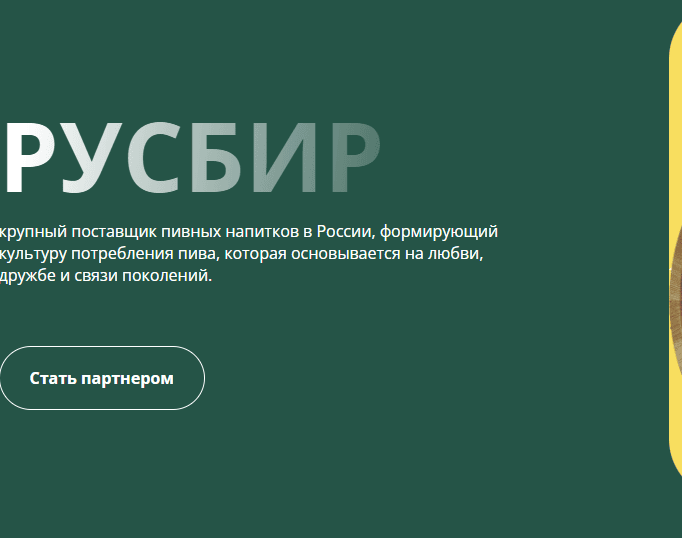 РУСБИР
крупный поставщик пивных напитков в России, формирующий
культуру потребления пива, которая основывается на любви,
дружбе и связи поколений.
Стать партнером